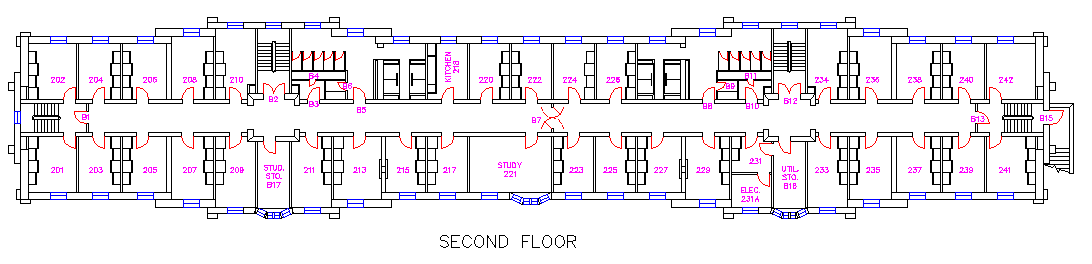 202 204 206 208 210 B4 B6 KITCHEN
218 220 222 224 226 B11 B9 234 236 238 240 242
B2 B3 B5 B8 B10 B12
B1 B7 B13 B15
201 203 205 207 209 STUD.
STO.
B17 211 213 215 217 STUDY
221 223 225 227 229 231 UTIL.
STO.
B18 233 235 237 239 241
ELEC.
231A
SECOND FLOOR